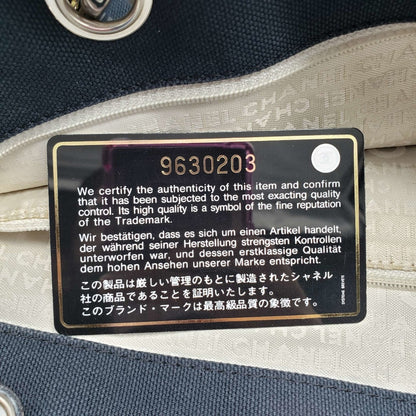 CHANEL
9630203
We certify the authenticity of this item and confirm
that it has been subjected to the most exacting quality
control. Its high quality is a symbol of the fine reputation
of the Trademark.
Wir bestätigen, dass es sich um einen Artikel handelt,
der während seiner Herstellung strengsten Kontrollen
unterworfen war, und dessen erstklassige Qualität
dem hohen Ansehen unserer Marke entspricht.
この製品は厳しい管理のもとに製造されたシャネル
社の商品であることを証明いたします。
このブランド・マークは最高級品質の象徴です。